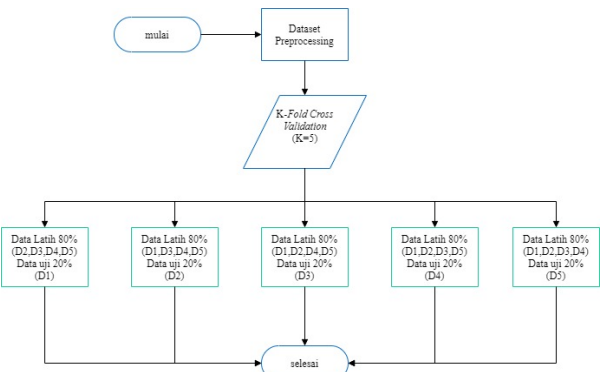 mulai
Dataset
Preprocessing
K-Fold Cross
Validation
(K=5)
Data Latih 80%
(D2,D3,D4,D5)
Data uji 20%
(D1)
Data Latih 80%
(D1,D3,D4,D5)
Data uji 20%
(D2)
Data Latih 80%
(D1,D2,D4,D5)
Data uji 20%
(D3)
Data Latih 80%
(D1,D2,D3,D5)
Data uji 20%
(D4)
Data Latih 80%
(D1,D2,D3,D4)
Data uji 20%
(D5)
selesai